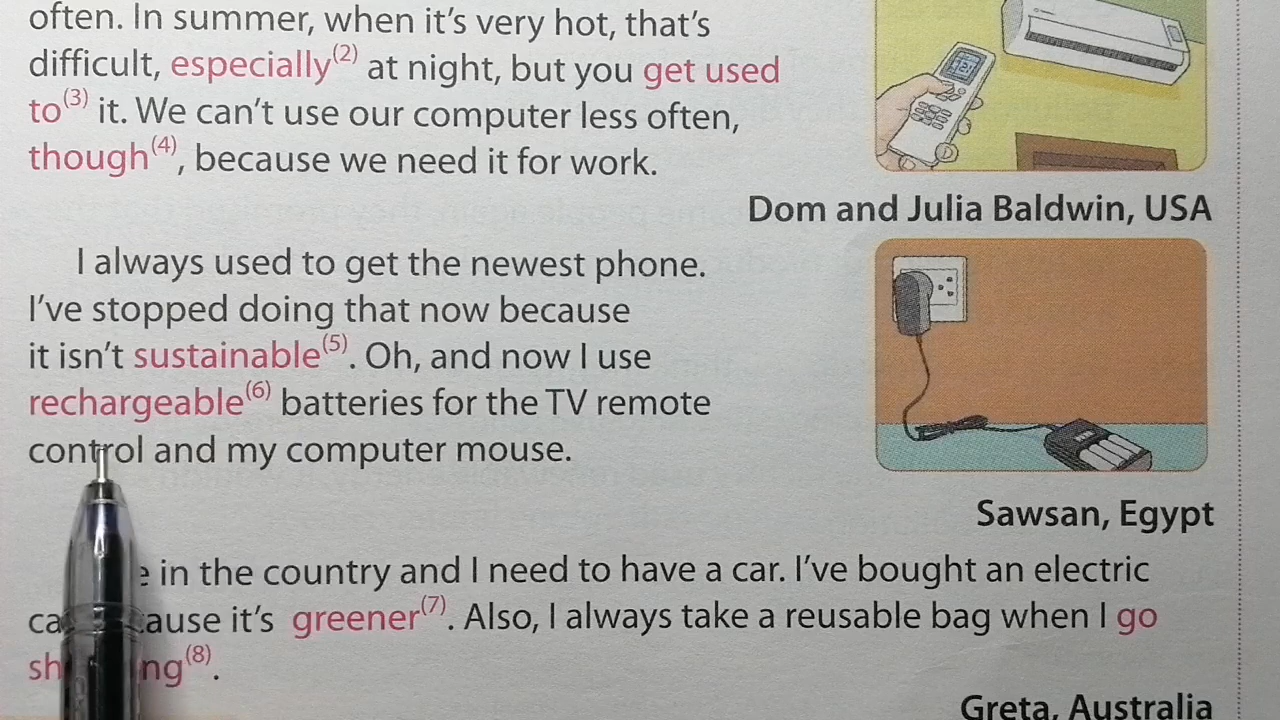 often. In summer, when it's very hot, that's
difficult, especially(2) at night, but you get used
to(3) it. We can't use our computer less often,
though(4), because we need it for work.
Dom and Julia Baldwin, USA
I always used to get the newest phone.
I've stopped doing that now because
it isn't sustainable(5). Oh, and now I use
rechargeable(6) batteries for the TV remote
control and my computer mouse.
Sawsan, Egypt
in the country and I need to have a car. I've bought an electric
it's greener(7). Also, I always take a reusable bag when I go
(8).
Greta, Australia